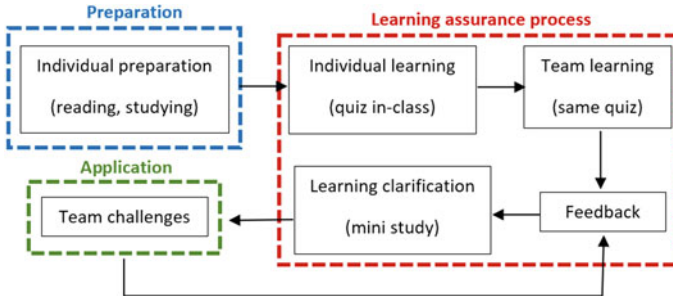 Preparation
Individual preparation
(reading, studying)
Learning assurance process
Individual learning
(quiz in-class)
Team learning
(same quiz)
Application
Team challenges
Learning clarification
(mini study)
Feedback